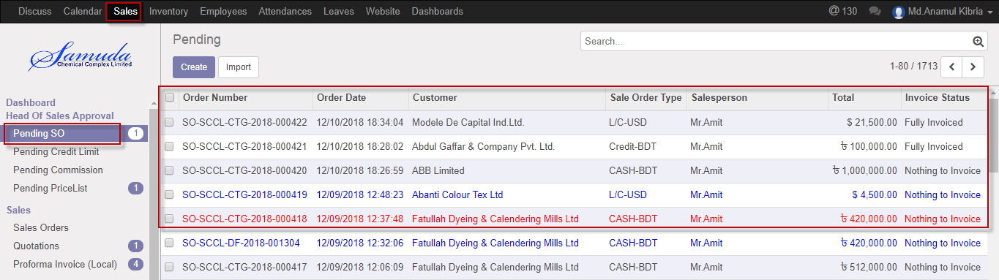 Discuss Calendar Sales Inventory Employees Attendances Leaves Website Dashboards @ 130 Md.Anamul Kibria
Samuda
Chemical Complex Limited
Pending
Search...
Create Import
1-80 / 1713
Dashboard
Head Of Sales Approval
Pending SO 1
Pending Credit Limit
Pending Commission
Pending PriceList 1
Sales
Sales Orders
Quotations 1
Proforma Invoice (Local) 4
Order Number Order Date Customer Sale Order Type Salesperson Total Invoice Status
SO-SCCL-CTG-2018-000422 12/10/2018 18:34:04 Modele De Capital Ind.Ltd. L/C-USD Mr.Amit $ 21,500.00 Fully Invoiced
SO-SCCL-CTG-2018-000421 12/10/2018 18:28:02 Abdul Gaffar & Company Pvt. Ltd. Credit-BDT Mr.Amit ৳ 100,000.00 Fully Invoiced
SO-SCCL-CTG-2018-000420 12/10/2018 18:26:59 ABB Limited CASH-BDT Mr.Amit ৳ 1,000,000.00 Nothing to Invoice
SO-SCCL-CTG-2018-000419 12/09/2018 12:48:23 Abanti Colour Tex Ltd L/C-USD Mr.Amit $ 4,500.00 Nothing to Invoice
SO-SCCL-CTG-2018-000418 12/09/2018 12:37:48 Fatullah Dyeing & Calendering Mills Ltd CASH-BDT Mr.Amit ৳ 420,000.00 Nothing to Invoice
SO-SCCL-DF-2018-001304 12/09/2018 12:32:06 Fatullah Dyeing & Calendering Mills Ltd CASH-BDT Mr.Amit ৳ 420,000.00 Nothing to Invoice
SO-SCCL-CTG-2018-000417 12/09/2018 12:06:09 Fatullah Dyeing & Calendering Mills Ltd CASH-BDT Mr.Amit ৳ 512,000.00 Nothing to Invoice